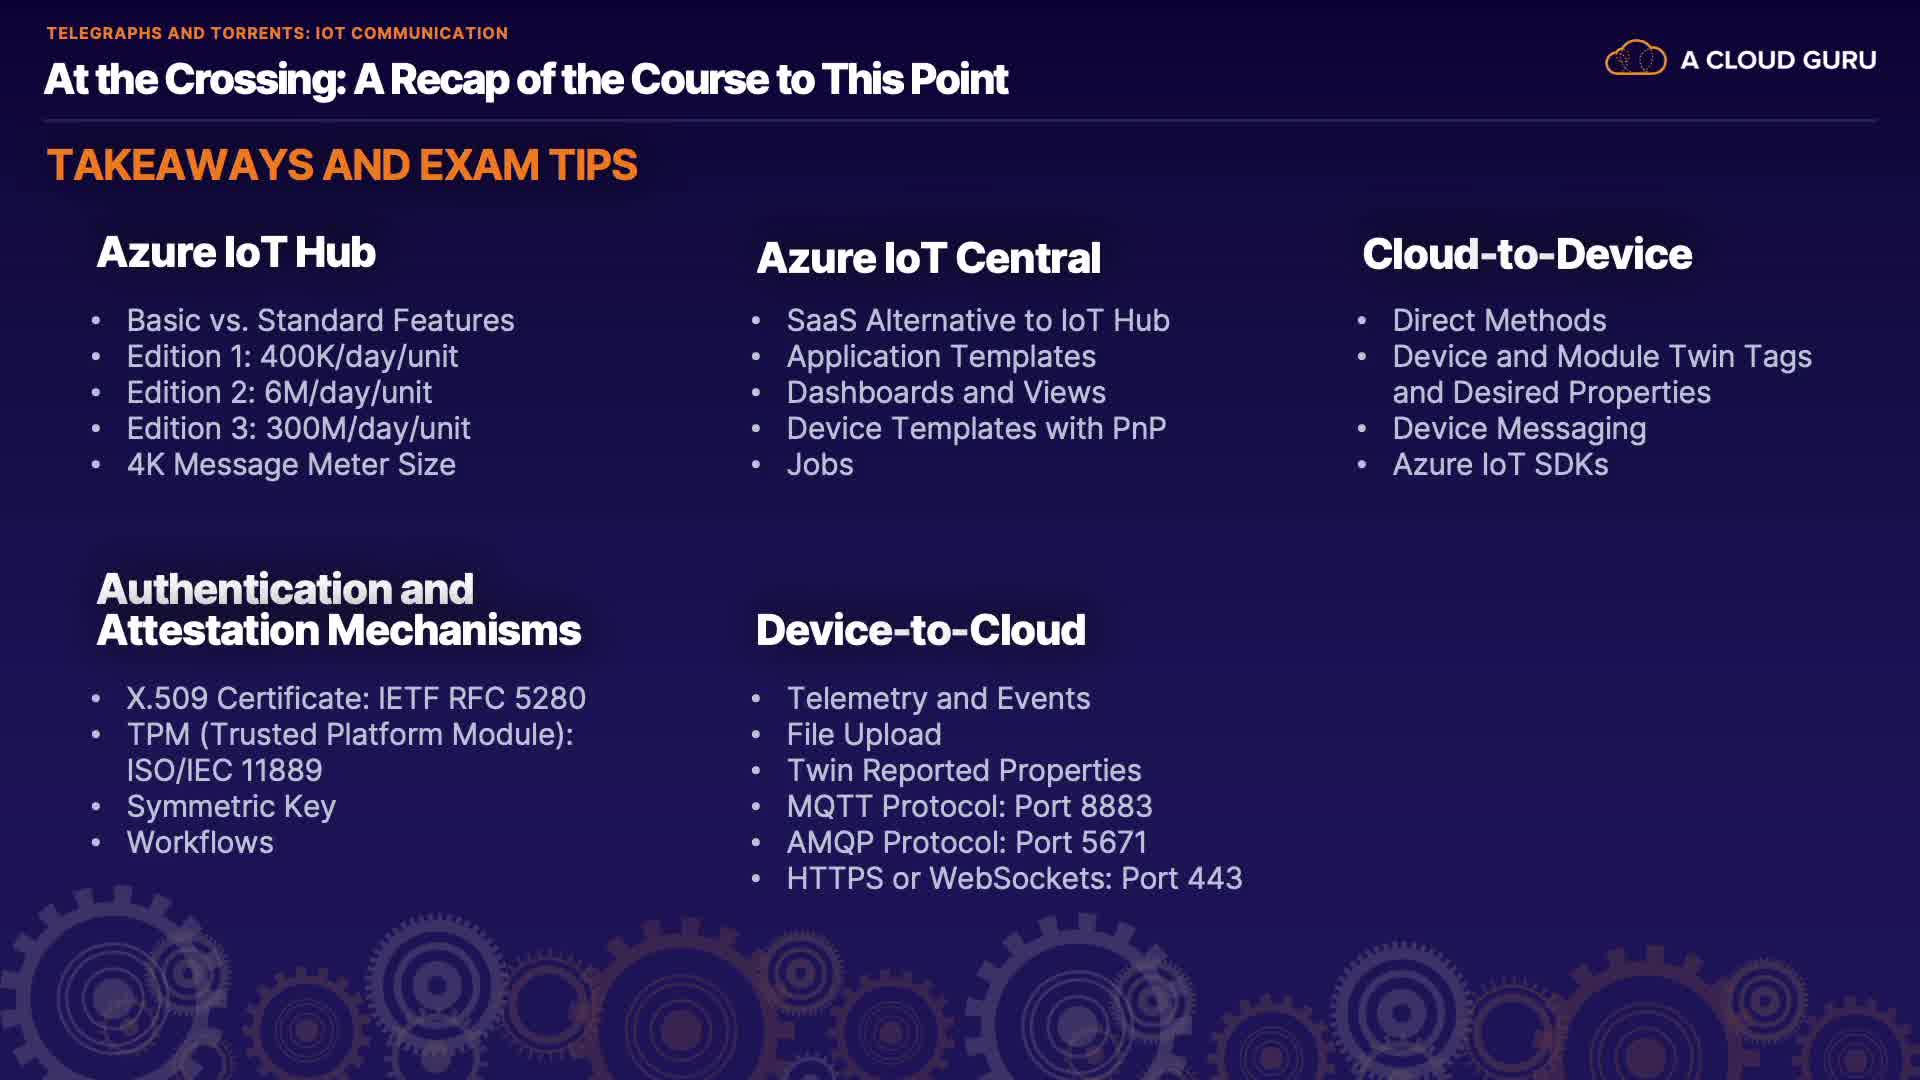 TELEGRAPHS AND TORRENTS: IOT COMMUNICATION
At the Crossing: A Recap of the Course to This Point
A CLOUD GURU
TAKEAWAYS AND EXAM TIPS
Azure IoT Hub
• Basic vs. Standard Features
• Edition 1: 400K/day/unit
• Edition 2: 6M/day/unit
• Edition 3: 300M/day/unit
• 4K Message Meter Size
Azure IoT Central
• SaaS Alternative to IoT Hub
• Application Templates
• Dashboards and Views
• Device Templates with PnP
• Jobs
Cloud-to-Device
• Direct Methods
• Device and Module Twin Tags
and Desired Properties
• Device Messaging
• Azure IoT SDKs
Authentication and
Attestation Mechanisms
• X.509 Certificate: IETF RFC 5280
• TPM (Trusted Platform Module):
ISO/IEC 11889
• Symmetric Key
• Workflows
Device-to-Cloud
• Telemetry and Events
• File Upload
• Twin Reported Properties
• MQTT Protocol: Port 8883
• AMQP Protocol: Port 5671
• HTTPS or WebSockets: Port 443